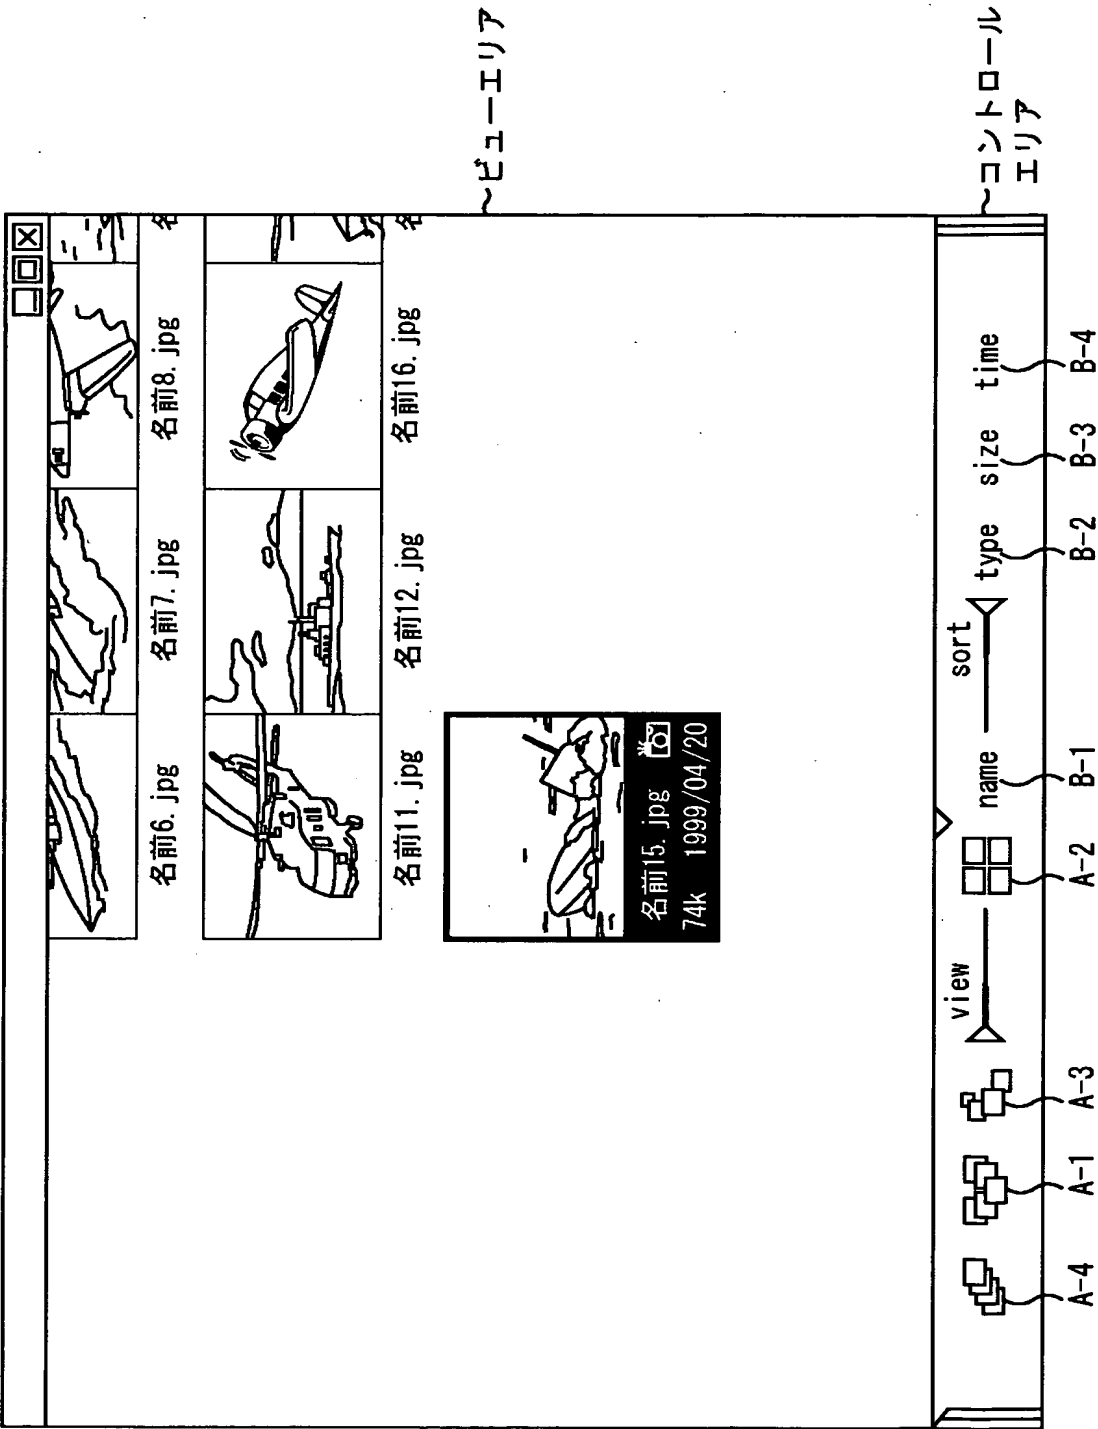 名前6.jpg 名前7.jpg 名前8.jpg 名
名前11.jpg 名前12.jpg 名前16.jpg 名
名前15.jpg
74k 1999/04/20
ビューエリア
view sort
name type size time
コントロール
エリア
A-4 A-1 A-3 A-2 B-1 B-2 B-3 B-4